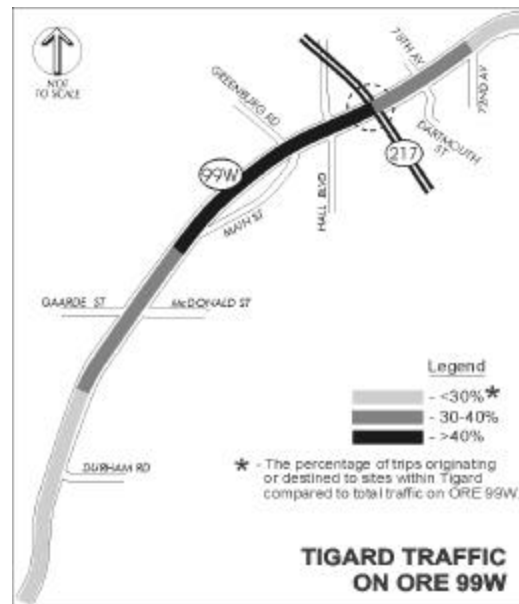 NOT
TO SCALE
GREENBURG RD
78TH AV
72ND AV
DARTMOUTH
ST
217
HALL BLVD
99W
MAIN ST
GAARDE ST
McDONALD ST
DURHAM RD
Legend
- <30%*
- 30-40%
- >40%
* - The percentage of trips originating
or destined to sites within Tigard
compared to total traffic on ORE 99W.
TIGARD TRAFFIC
ON ORE 99W